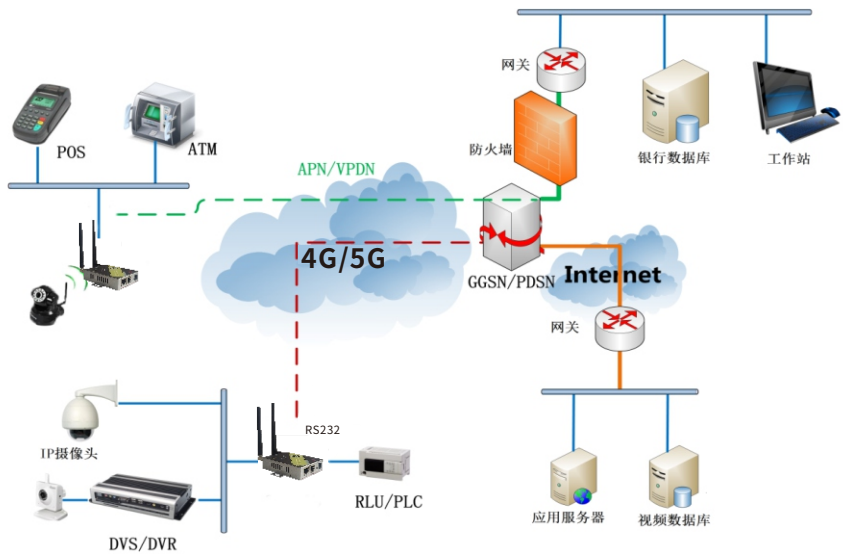 网关
POS
ATM
防火墙
银行数据库
工作站
APN/VPDN
4G/5G
GGSN/PDSN
Internet
网关
RS232
IP摄像头
RLU/PLC
应用服务器
视频数据库
DVS/DVR